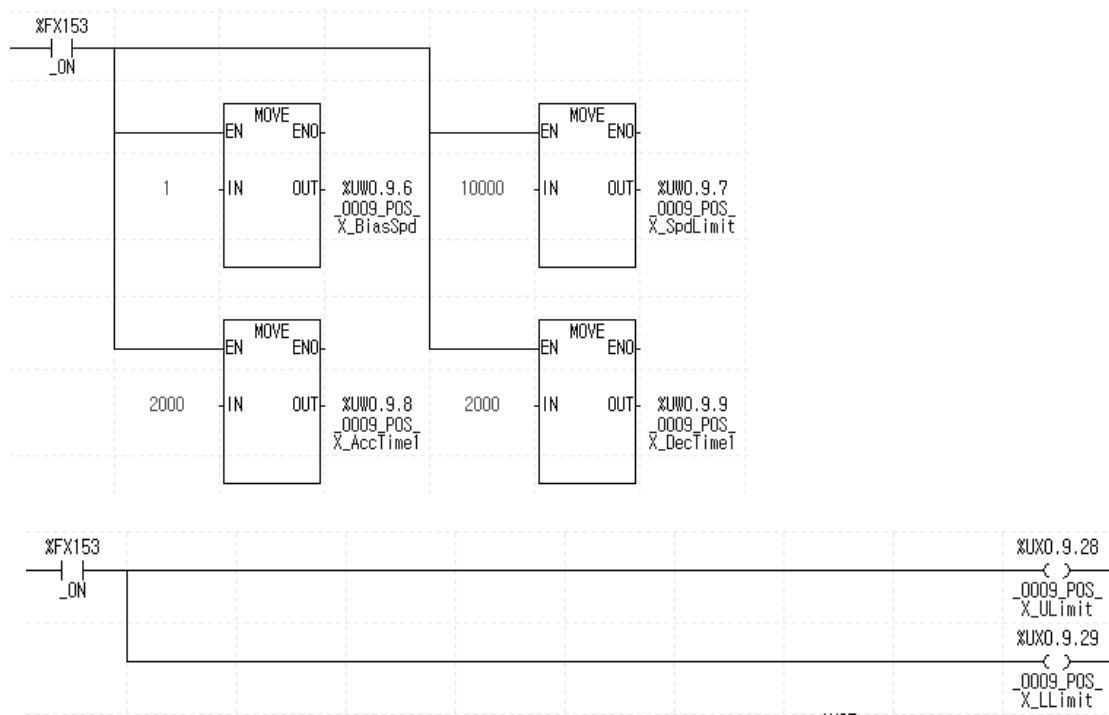 %FX153
_ON
MOVE
EN ENO
1 IN OUT %UW0.9.6
_0009_POS_
X_BiasSpd
MOVE
EN ENO
10000 IN OUT %UW0.9.7
_0009_POS_
X_SpdLimit
MOVE
EN ENO
2000 IN OUT %UW0.9.8
_0009_POS_
X_AccTime1
MOVE
EN ENO
2000 IN OUT %UW0.9.9
_0009_POS_
X_DecTime1
%FX153
_ON
%UX0.9.28
_0009_POS_
X_ULimit
%UX0.9.29
_0009_POS_
X_LLimit